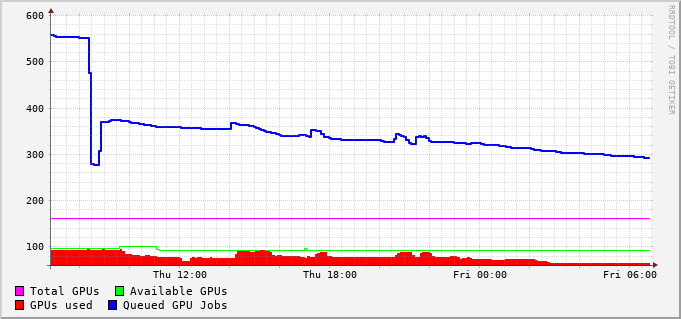 600
500
400
300
200
100
Thu 12:00 Thu 18:00 Fri 00:00 Fri 06:00
Total GPUs Available GPUs
GPUs used Queued GPU Jobs
RRDTOOL / TOBI OETIKER